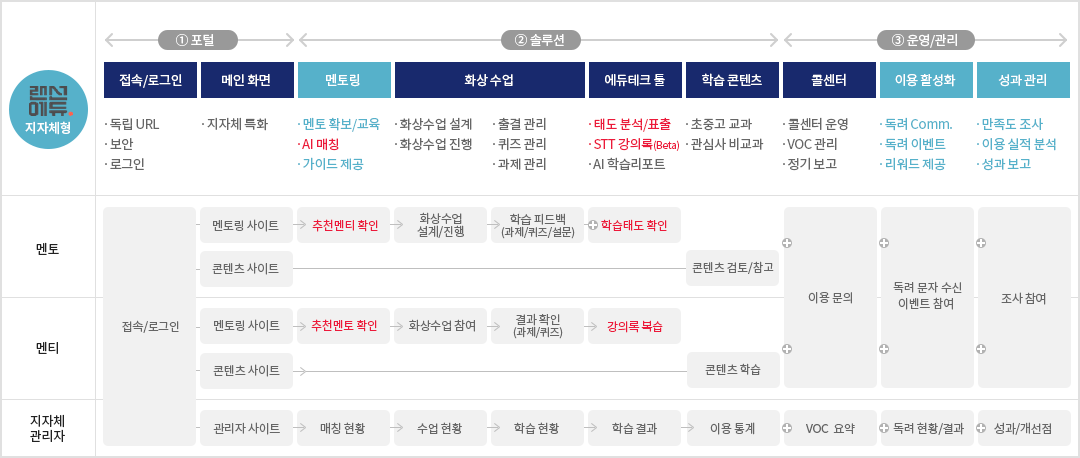 ① 포털
② 솔루션
③ 운영/관리
랜선
에듀.
지자체형
접속/로그인
메인 화면
멘토링
화상 수업
에듀테크 툴
학습 콘텐츠
콜센터
이용 활성화
성과 관리
· 독립 URL
· 보안
· 로그인
· 지자체 특화
· 멘토 확보/교육
· AI 매칭
· 가이드 제공
· 화상수업 설계
· 화상수업 진행
· 출결 관리
· 퀴즈 관리
· 과제 관리
· 태도 분석/표출
· STT 강의록(Beta)
· AI 학습리포트
· 초중고 교과
· 관심사 비교과
· 콜센터 운영
· VOC 관리
· 정기 보고
· 독려 Comm.
· 독려 이벤트
· 리워드 제공
· 만족도 조사
· 이용 실적 분석
· 성과 보고
멘토
멘토링 사이트
추천멘티 확인
화상수업
설계/진행
학습 피드백
(과제/퀴즈/설문)
학습태도 확인
콘텐츠 사이트
콘텐츠 검토/참고
접속/로그인
이용 문의
독려 문자 수신
이벤트 참여
조사 참여
멘티
멘토링 사이트
추천멘토 확인
화상수업 참여
결과 확인
(과제/퀴즈)
강의록 복습
콘텐츠 사이트
콘텐츠 학습
지자체
관리자
관리자 사이트
매칭 현황
수업 현황
학습 현황
학습 결과
이용 통계
VOC 요약
독려 현황/결과
성과/개선점